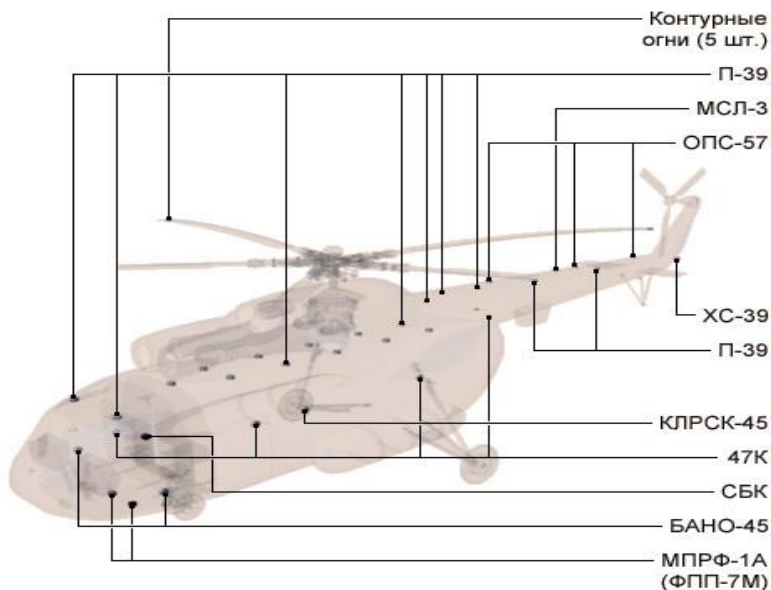 Контурные
огни (5 шт.)
П-39
МСЛ-3
ОПС-57
ХС-39
П-39
КЛРСК-45
47К
СБК
БАНО-45
МПРФ-1А
(ФПП-7М)